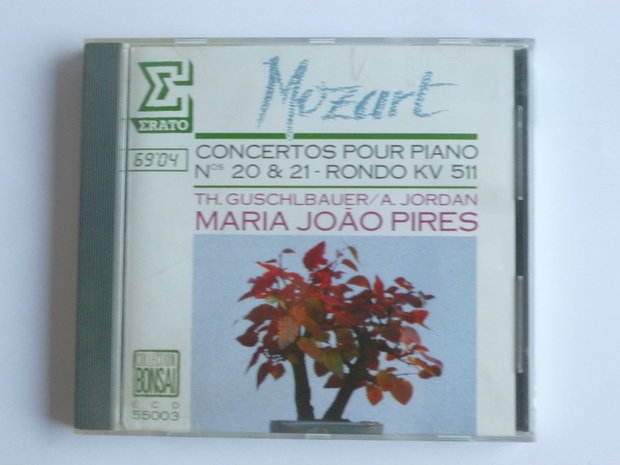 ERATO
69'04
Mozart
CONCERTOS POUR PIANO
Nos 20 & 21 - RONDO KV 511
TH. GUSCHLBAUER/A. JORDAN
MARIA JOÃO PIRES
COLLECTION
BONSAI
ECD
55003